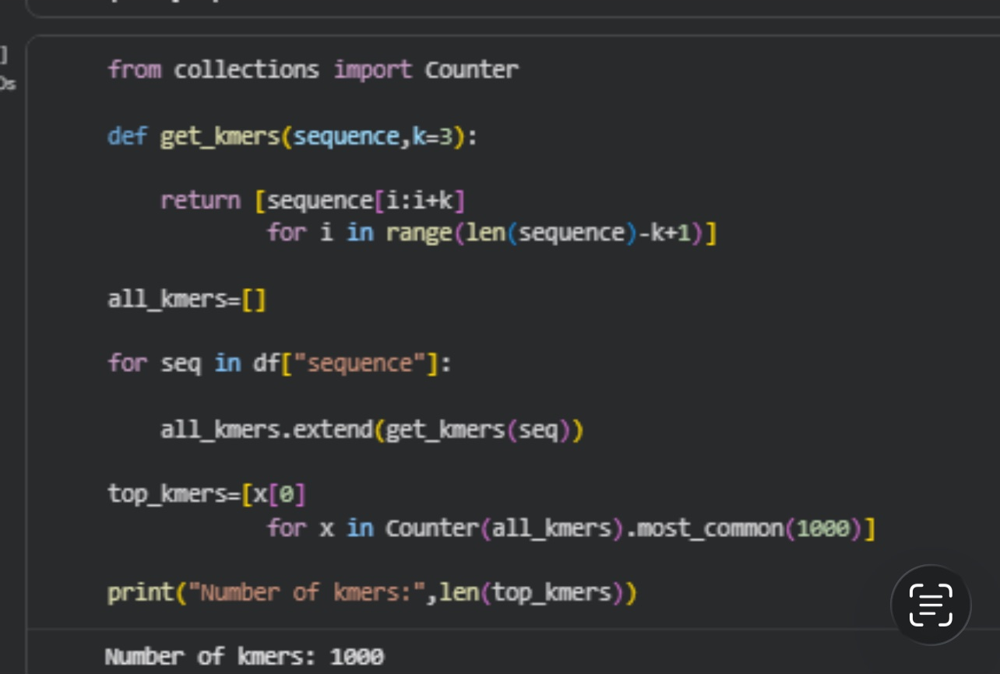 from collections import Counter
def get_kmers(sequence,k=3):
    return [sequence[i:i+k]
            for i in range(len(sequence)-k+1)]
all_kmers=[]
for seq in df["sequence"]:
    all_kmers.extend(get_kmers(seq))
top_kmers=[x[0]
            for x in Counter(all_kmers).most_common(1000)]
print("Number of kmers:",len(top_kmers))
Number of kmers: 1000